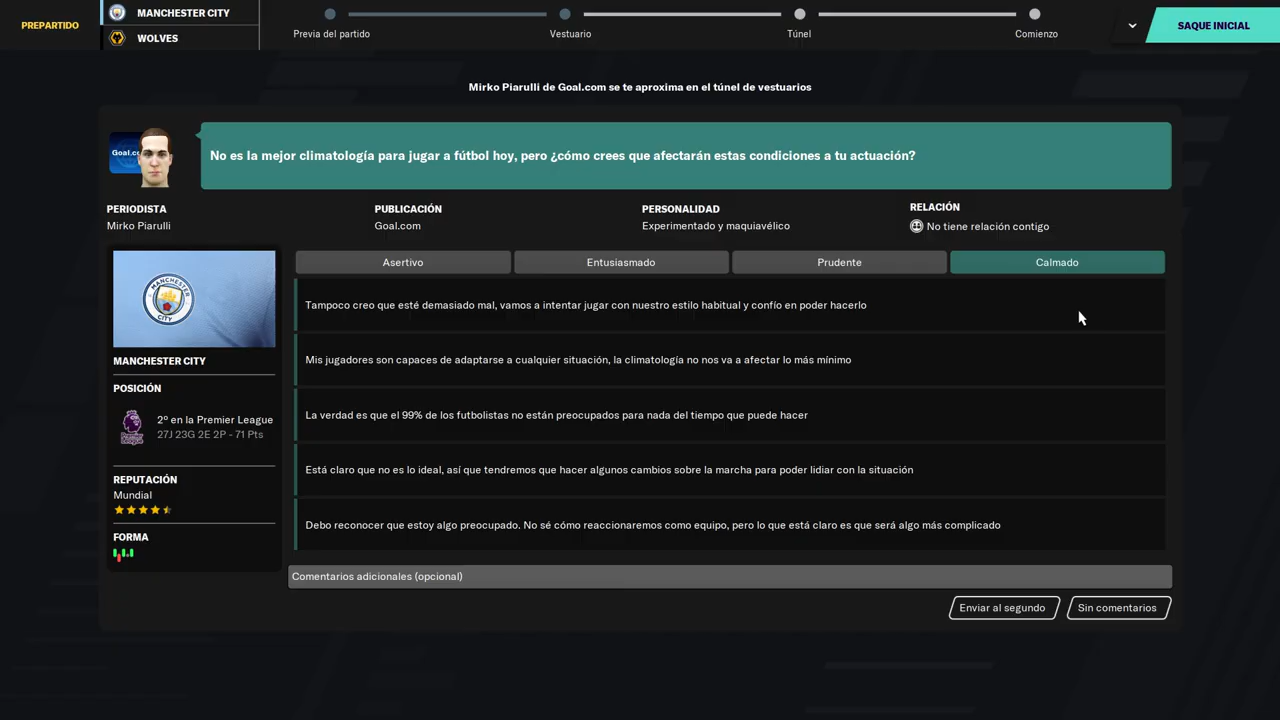 PREPARTIDO
MANCHESTER CITY
WOLVES
Previa del partido
Vestuario
Túnel
Comienzo
SAQUE INICIAL
Mirko Piarulli de Goal.com se te aproxima en el túnel de vestuarios
Goal.co
No es la mejor climatología para jugar a fútbol hoy, pero ¿cómo crees que afectarán estas condiciones a tu actuación?
PERIODISTA
Mirko Piarulli
PUBLICACIÓN
Goal.com
PERSONALIDAD
Experimentado y maquiavélico
RELACIÓN
No tiene relación contigo
MANCHESTER
CITY
MANCHESTER CITY
POSICIÓN
2º en la Premier League
27J 23G 2E 2P - 71 Pts
REPUTACIÓN
Mundial
FORMA
Asertivo
Entusiasmado
Prudente
Calmado
Tampoco creo que esté demasiado mal, vamos a intentar jugar con nuestro estilo habitual y confío en poder hacerlo
Mis jugadores son capaces de adaptarse a cualquier situación, la climatología no nos va a afectar lo más mínimo
La verdad es que el 99% de los futbolistas no están preocupados para nada del tiempo que puede hacer
Está claro que no es lo ideal, así que tendremos que hacer algunos cambios sobre la marcha para poder lidiar con la situación
Debo reconocer que estoy algo preocupado. No sé cómo reaccionaremos como equipo, pero lo que está claro es que será algo más complicado
Comentarios adicionales (opcional)
Enviar al segundo
Sin comentarios